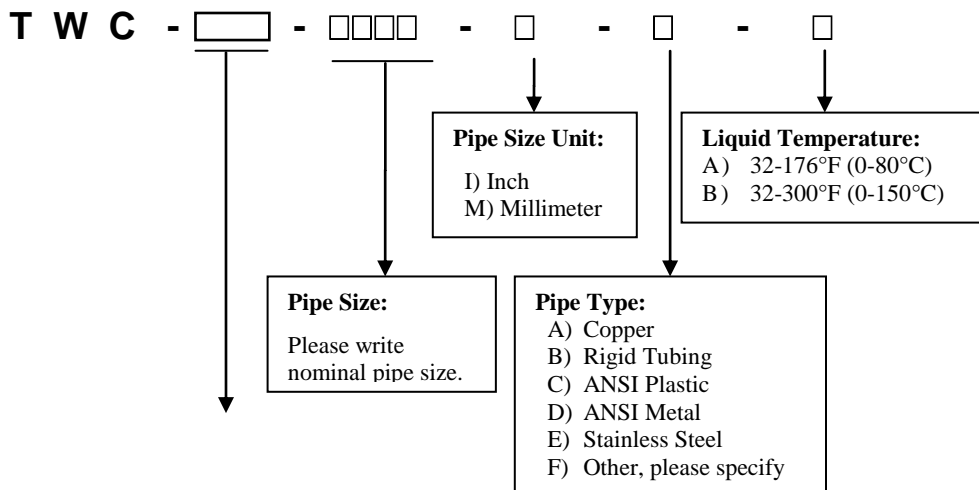 T W C - - □□□□ - □ - □ - □
Pipe Size Unit:
I) Inch
M) Millimeter
Liquid Temperature:
A) 32-176°F (0-80°C)
B) 32-300°F (0-150°C)
Pipe Size:
Please write
nominal pipe size.
Pipe Type:
A) Copper
B) Rigid Tubing
C) ANSI Plastic
D) ANSI Metal
E) Stainless Steel
F) Other, please specify